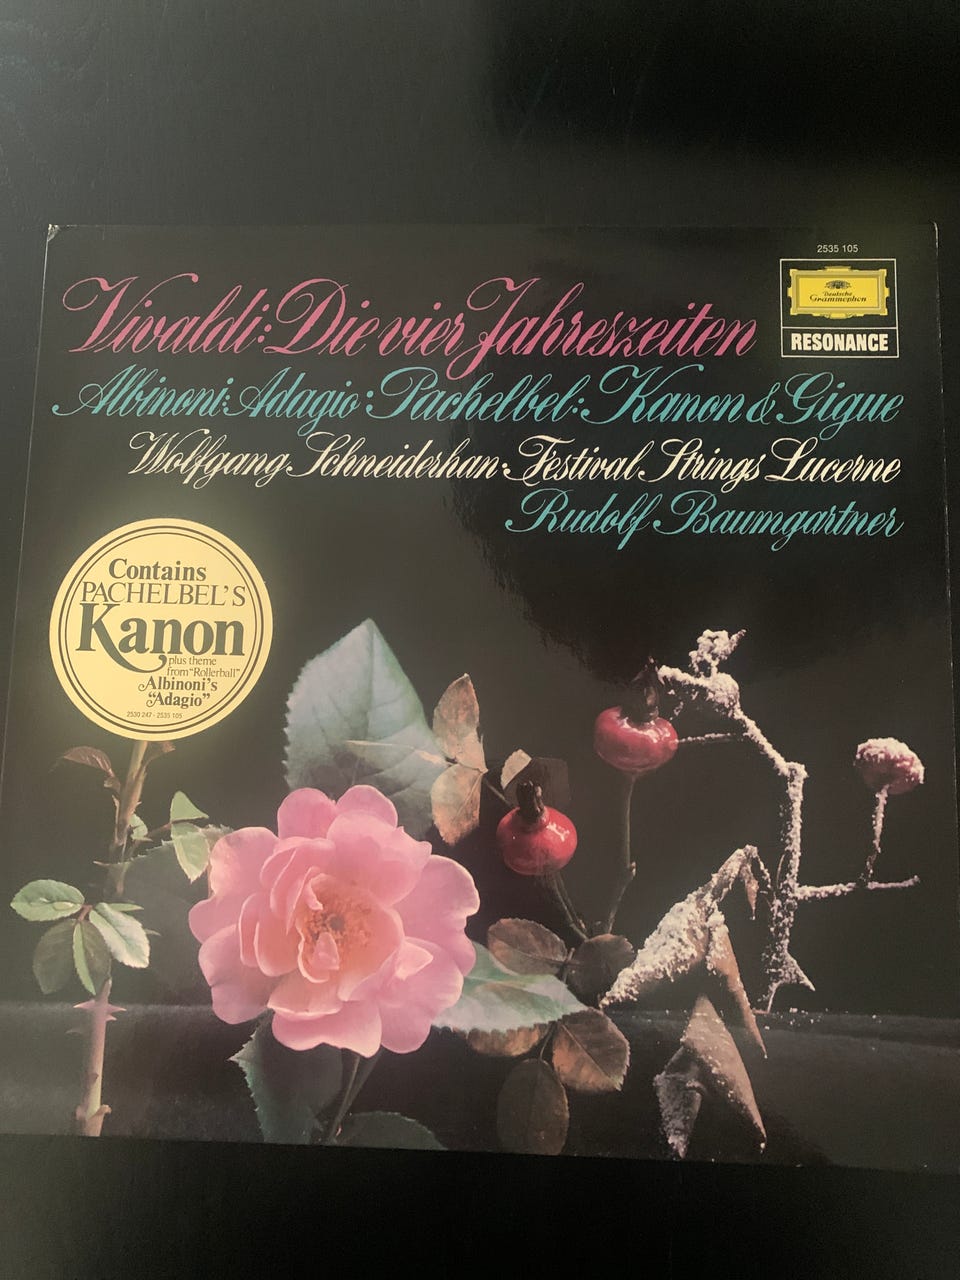 2535 105
Deutsche
Grammophon
RESONANCE
Vivaldi: Die vier Jahreszeiten
Albinoni: Adagio · Pachelbel: Kanon & Gigue
Wolfgang Schneiderhan · Festival Strings Lucerne
Rudolf Baumgartner
Contains
PACHELBEL'S
Kanon
plus theme
from "Rollerball"
Albinoni's
"Adagio"
2530 247 - 2535 105